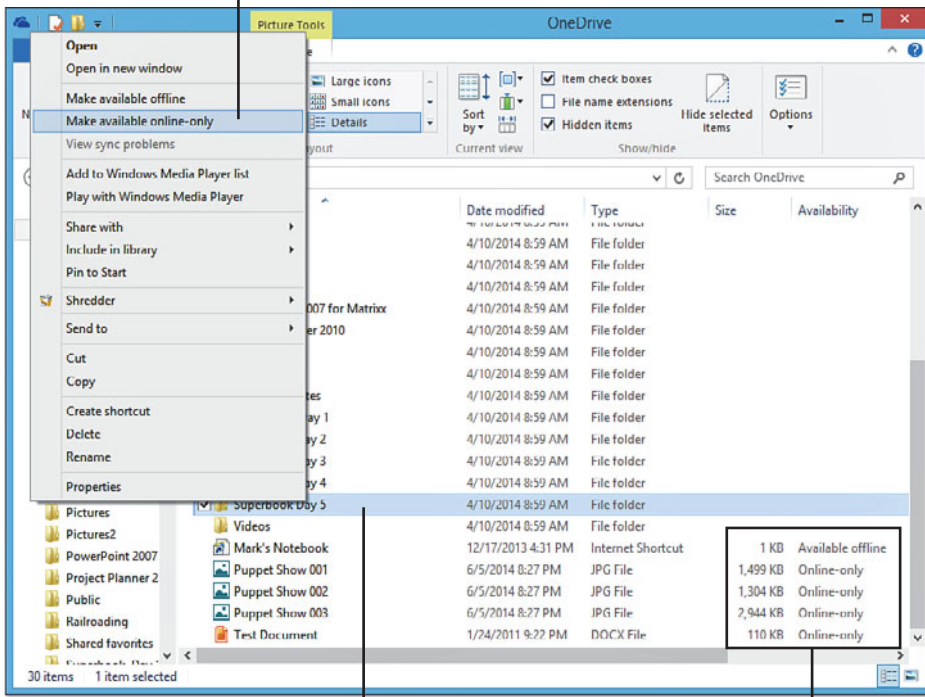 Picture Tools
OneDrive
Open
Open in new window
Make available offline
Make available online-only
View sync problems
Add to Windows Media Player list
Play with Windows Media Player
Share with
Include in library
Pin to Start
Shredder
Send to
Cut
Copy
Create shortcut
Delete
Rename
Properties
Large icons
Small icons
Details
Sort by
Current view
Item check boxes
File name extensions
Hidden items
Hide selected items
Show/hide
Options
Search OneDrive
Date modified Type Size Availability
4/10/2014 8:59 AM File folder
4/10/2014 8:59 AM File folder
4/10/2014 8:59 AM File folder
007 for Matrixx 4/10/2014 8:59 AM File folder
er 2010 4/10/2014 8:59 AM File folder
4/10/2014 8:59 AM File folder
4/10/2014 8:59 AM File folder
tes 4/10/2014 8:59 AM File folder
ay 1 4/10/2014 8:59 AM File folder
ay 2 4/10/2014 8:59 AM File folder
ay 3 4/10/2014 8:59 AM File folder
ay 4 4/10/2014 8:59 AM File folder
Superbook Day 5 4/10/2014 8:59 AM File folder
Videos 4/10/2014 8:59 AM File folder
Mark's Notebook 12/17/2013 4:31 PM Internet Shortcut 1 KB Available offline
Puppet Show 001 6/5/2014 8:27 PM JPG File 1,499 KB Online-only
Puppet Show 002 6/5/2014 8:27 PM JPG File 1,304 KB Online-only
Puppet Show 003 6/5/2014 8:27 PM JPG File 2,944 KB Online-only
Test Document 1/24/2011 9:22 PM DOCX File 110 KB Online-only
Pictures
Pictures2
PowerPoint 2007
Project Planner 2
Public
Railroading
Shared favorites
30 items 1 item selected